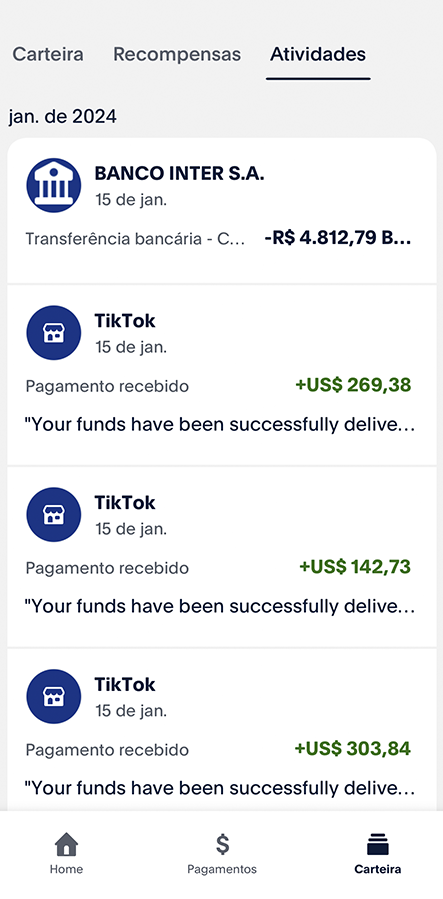 Carteira Recompensas Atividades
jan. de 2024
BANCO INTER S.A.
15 de jan.
Transferência bancária - C... -R$ 4.812,79 B...
TikTok
15 de jan.
Pagamento recebido +US$ 269,38
"Your funds have been successfully delive...
TikTok
15 de jan.
Pagamento recebido +US$ 142,73
"Your funds have been successfully delive...
TikTok
15 de jan.
Pagamento recebido +US$ 303,84
"Your funds have been successfully delive...
$
Home Pagamentos Carteira